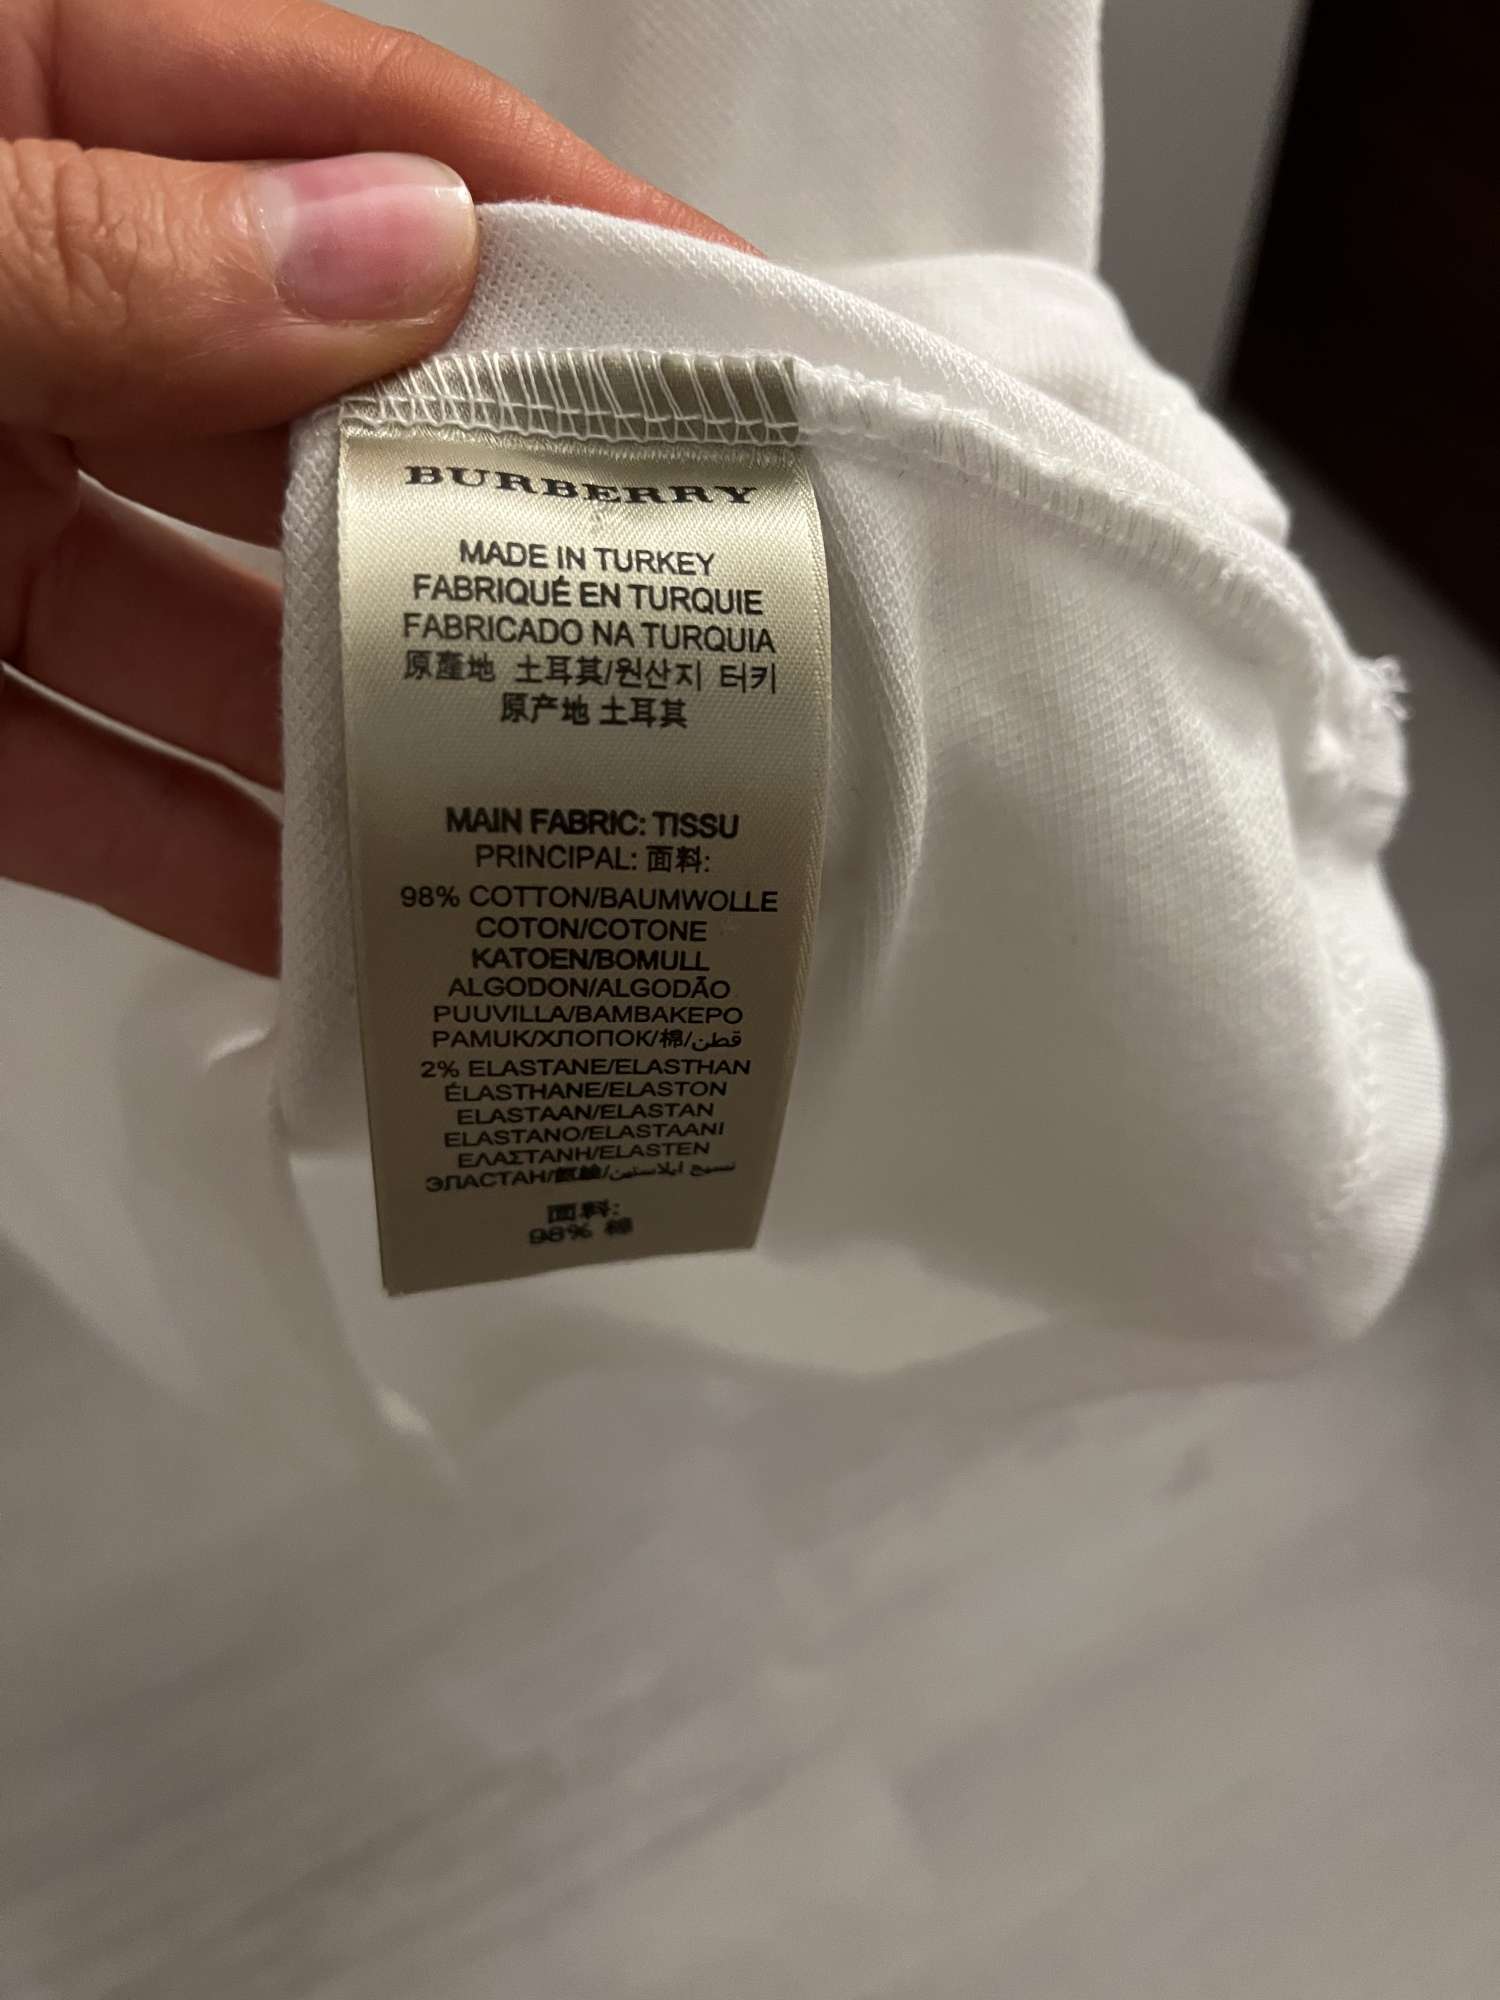 BURBERRY
MADE IN TURKEY
FABRIQUÉ EN TURQUIE
FABRICADO NA TURQUIA
原產地 土耳其/원산지 터키
原产地 土耳其
MAIN FABRIC: TISSU
PRINCIPAL: 面料:
98% COTTON/BAUMWOLLE
COTON/COTONE
KATOEN/BOMULL
ALGODON/ALGODÃO
PUUVILLA/ΒΑΜΒΑΚΕΡΟ
PAMUK/ХЛОПОК/棉/قطن
2% ELASTANE/ELASTHAN
ÉLASTHANE/ELASTON
ELASTAAN/ELASTAN
ELASTANO/ELASTAANI
ΕΛΑΣΤΑΝΗ/ELASTEN
ЭЛАСТАН/氨綸/نسيج ايلاستين
面料:
98% 棉